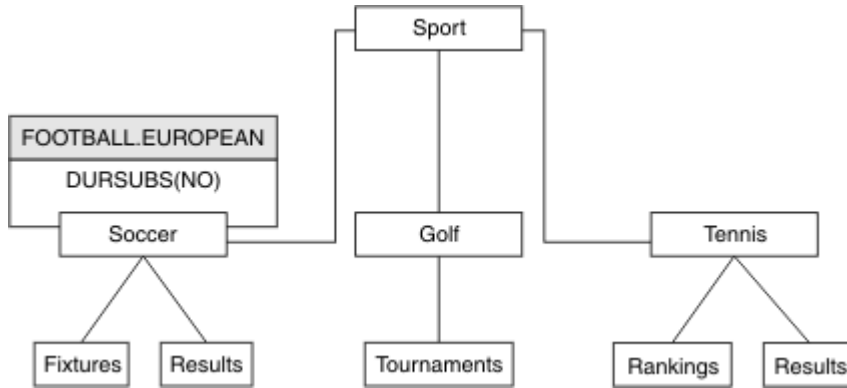 Sport
FOOTBALL.EUROPEAN
DURSUBS(NO)
Soccer
Golf
Tennis
Fixtures
Results
Tournaments
Rankings
Results